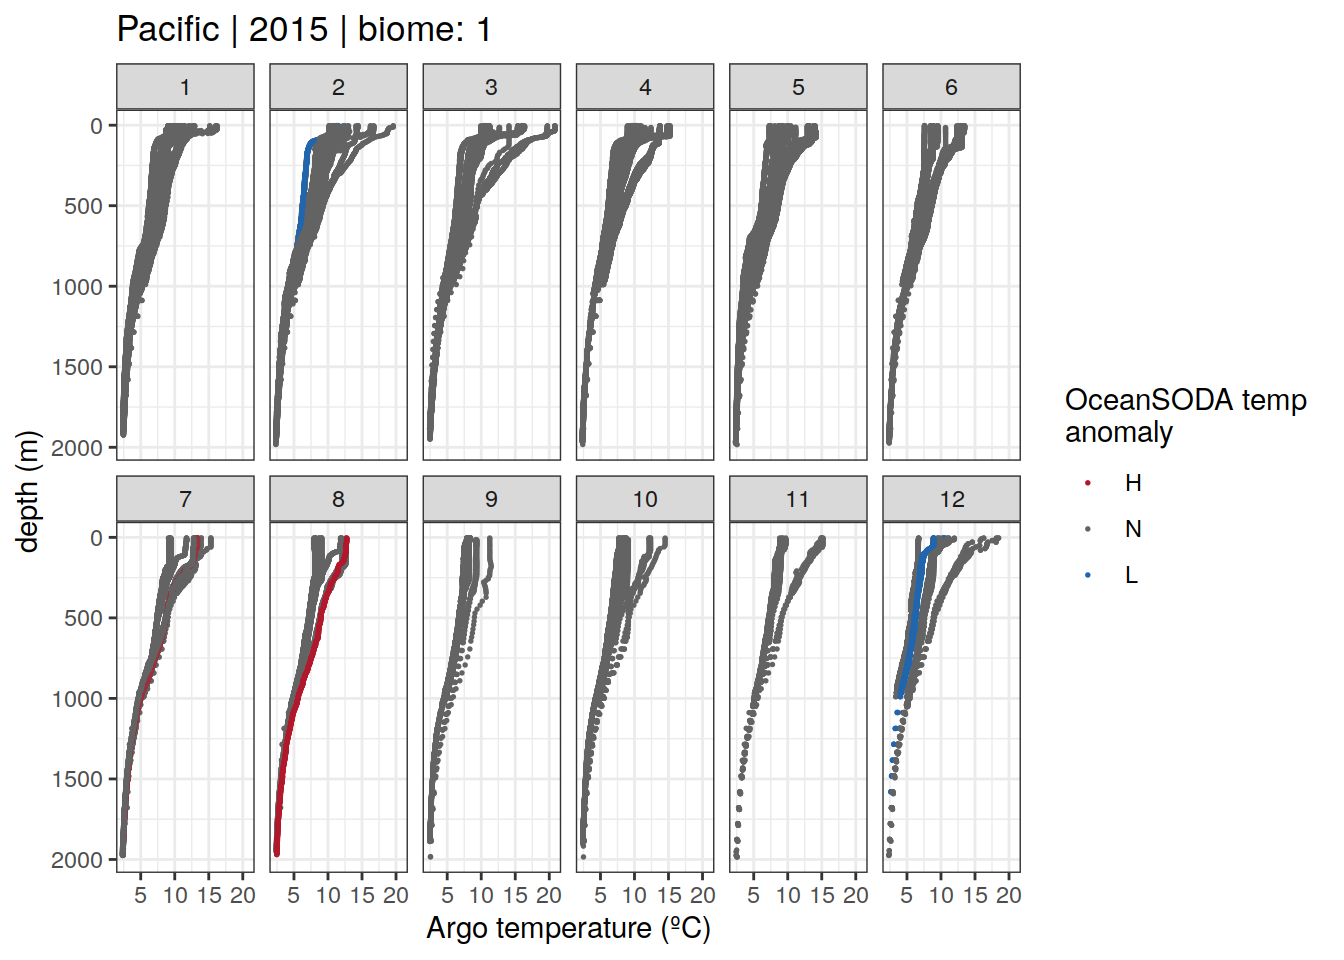 Pacific | 2015 | biome: 1
1 2 3 4 5 6
0
500
1000
1500
2000
7 8 9 10 11 12
0
500
1000
1500
2000
5 10 15 20 5 10 15 20 5 10 15 20 5 10 15 20 5 10 15 20 5 10 15 20
Argo temperature (ºC)
depth (m)
OceanSODA temp
anomaly
H
N
L